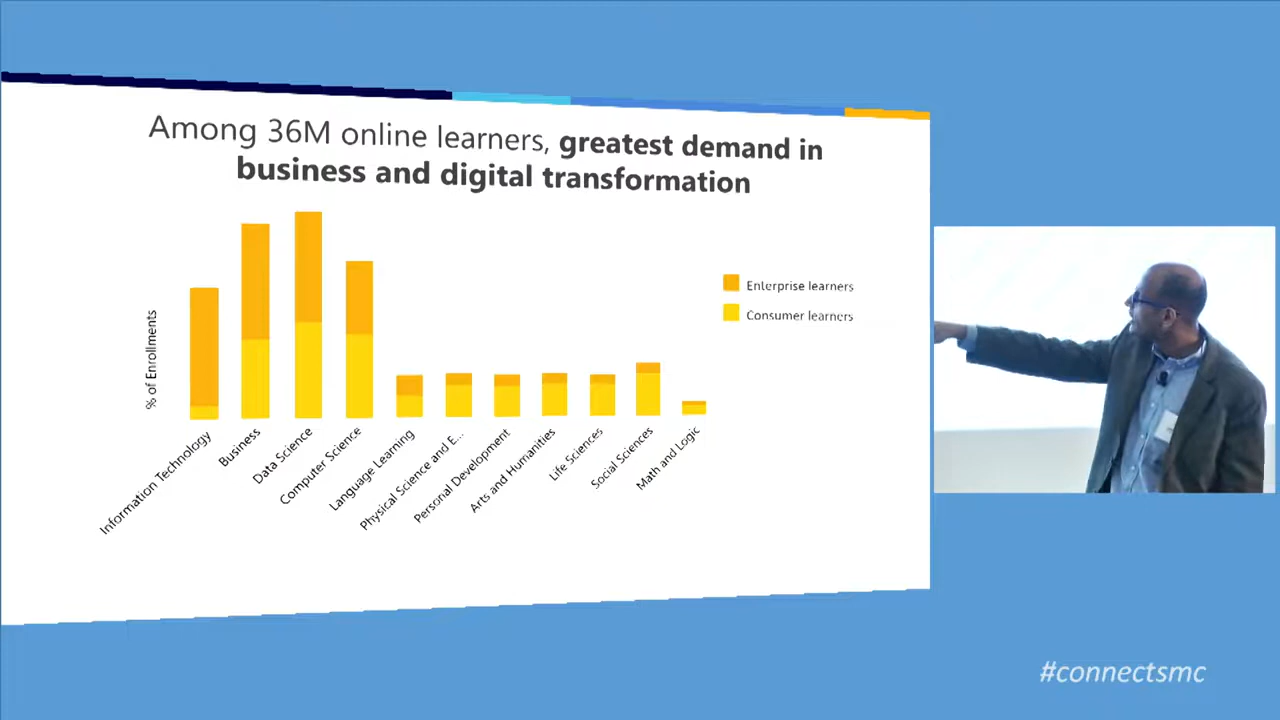 Among 36M online learners, greatest demand in
business and digital transformation
Enterprise learners
Consumer learners
% of Enrollments
Information Technology
Business
Data Science
Computer Science
Language Learning
Physical Science and E...
Personal Development
Arts and Humanities
Life Sciences
Social Sciences
Math and Logic
#connectsmc